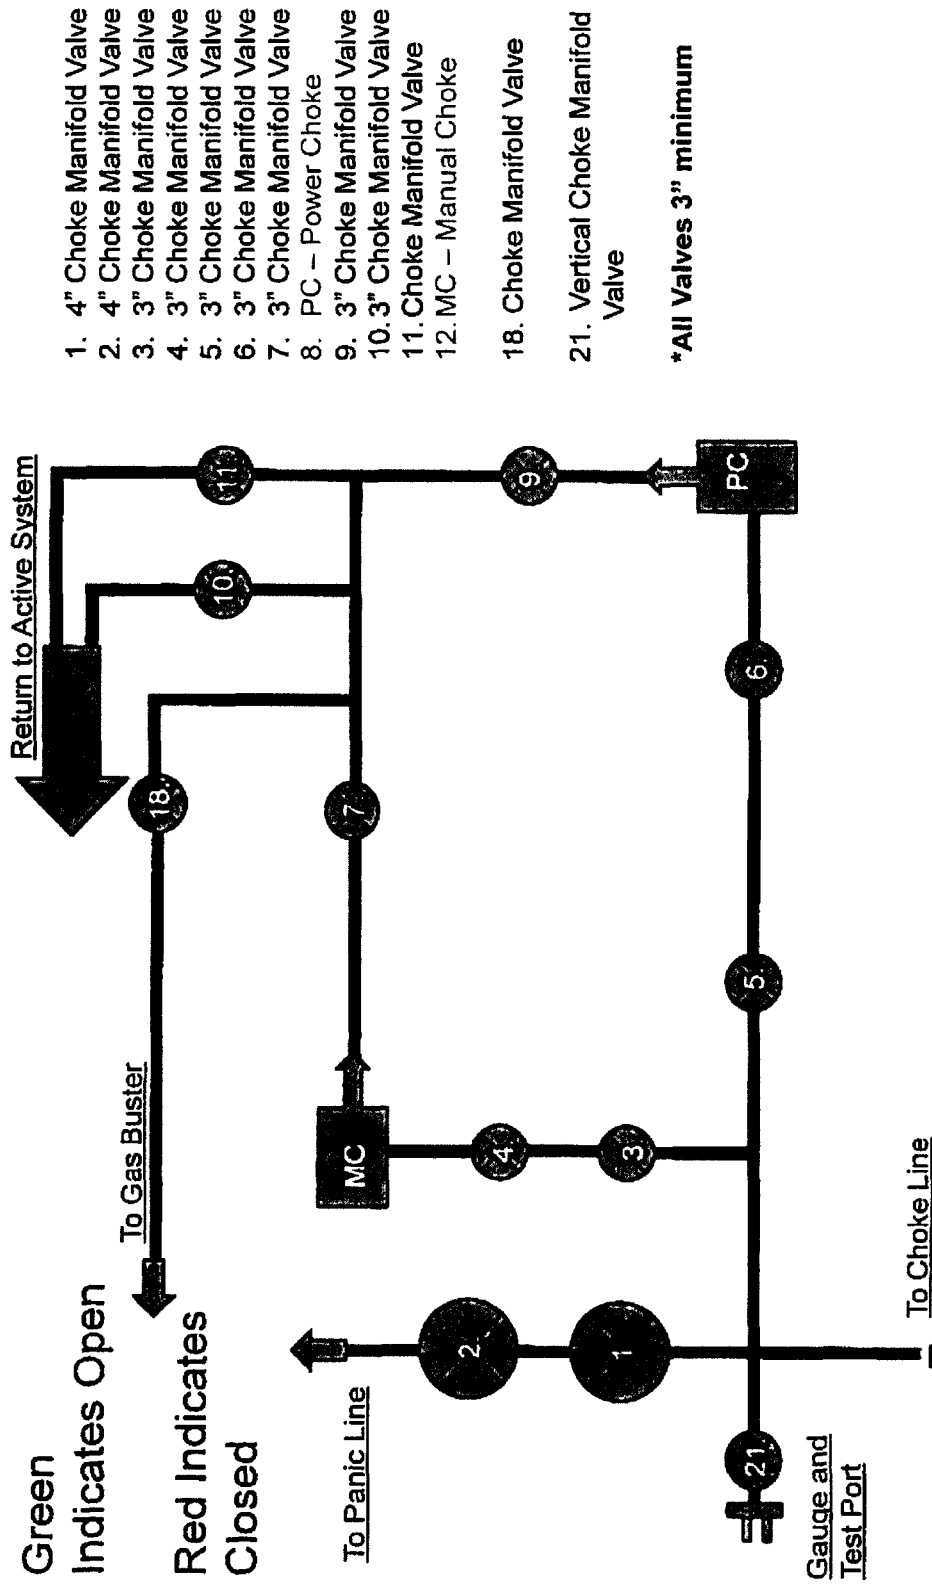 Green
Indicates Open
Red Indicates
Closed
To Gas Buster
Return to Active System
To Panic Line
Gauge and
Test Port
To Choke Line
1
2.
3
4.
5.
6.
7.
9
10.
11.
18.
21
MC
PC
1. 4" Choke Manifold Valve
2. 4" Choke Manifold Valve
3. 3" Choke Manifold Valve
4. 3" Choke Manifold Valve
5. 3" Choke Manifold Valve
6. 3" Choke Manifold Valve
7. 3" Choke Manifold Valve
8. PC – Power Choke
9. 3" Choke Manifold Valve
10. 3" Choke Manifold Valve
11. Choke Manifold Valve
12. MC – Manual Choke
18. Choke Manifold Valve
21. Vertical Choke Manifold
Valve
*All Valves 3" minimum